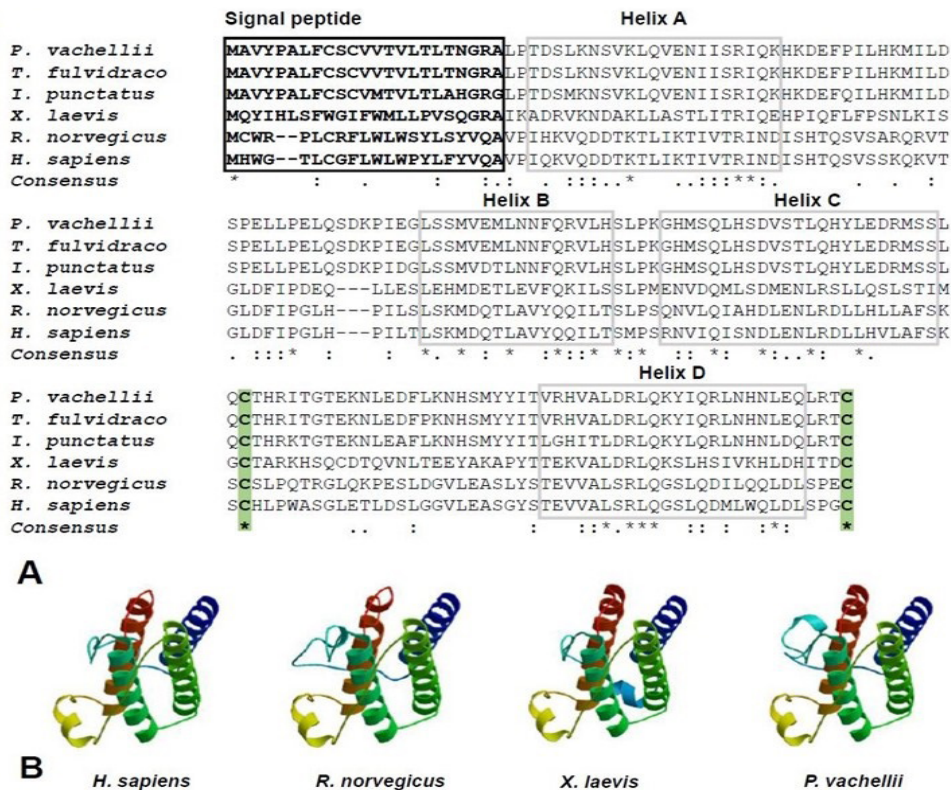 Signal peptide Helix A
P. vachellii MAVYPALFCSCVVTVLTLTNGRALPTDSLKNSVKLQVENIISRIQKHKDEFPILHKMILD
T. fulvidraco MAVYPALFCSCVVTVLTLTNGRALPTDSLKNSVKLQVENIISRIQKHKDEFPILHKMILD
I. punctatus MAVYPALFCSCVMTVLTLAHGRGLPTDSMKNSVKLQVENIISRIQKHKDEFQILHKMILD
X. laevis MQYIHLSFWGIFWMLLPVSQGRAIKADRVKNDAKLLASTLITRIQEHPIQFLFPSNLKIS
R. norvegicus MCWR--PLCRFLWLWSYLSYVQAVPIHKVQDDTKTLIKTIVTRINDISHTQSVSARQRVT
H. sapiens MHWG--TLCGFLWLWPYLFYVQAVPIQKVQDDTKTLIKTIVTRINDISHTQSVSSKQKVT
Consensus * : . : : . :::: * ..:::**:. . . :
Helix B Helix C
P. vachellii SPELLPELQSDKPIEGLSSMVEMLNNFQRVLHSLPKGHMSQLHSDVSTLQHYLEDRMSSL
T. fulvidraco SPELLPELQSDKPIEGLSSMVEMLNNFQRVLHSLPKGHMSQLHSDVSTLQHYLEDRMSSL
I. punctatus SPELLPELQSDKPIDGLSSMVDTLNNFQRVLHSLPKGHMSQLHSDVSTLQHYLEDRMSSL
X. laevis GLDFIPDEQ---LLESLEHMDETLEVFQKILSSLPMENVDQMLSDMENLRSLLQSLSTIM
R. norvegicus GLDFIPGLH---PILSLSKMDQTLAVYQQILTSLPSQNVLQIAHDLENLRDLLHLLAFSK
H. sapiens GLDFIPGLH---PILTLSKMDQTLAVYQQILTSMPSRNVIQISNDLENLRDLLHVLAFSK
Consensus . :::* : : *. * : * :*::* *:* :: *: *:..*: *.
Helix D
P. vachellii QCTHRITGTEKNLEDFLKNHSMYYITVRHVALDRLQKYIQRLNHNLEQLRTC
T. fulvidraco QCTHRITGTEKNLEDFPKNHSMYYITVRHVALDRLQKYIQRLNHNLEQLRTC
I. punctatus QCTHRKTGTEKNLEAFLKNHSMYYITLGHITLDRLQKYLQRLNHNLDQLRTC
X. laevis GCTARKHSQCDTQVNLTEEYAKAPYTTEKVALDRLQKSLHSIVKHLDHITDC
R. norvegicus SCSLPQTRGLQKPESLDGVLEASLYSTEVVALSRLQGSLQDILQQLDLSPEC
H. sapiens SCHLPWASGLETLDSLGGVLEASGYSTEVVALSRLQGSLQDMLWQLDLSPGC
Consensus * .. : : ::*.*** :: : *: *
A
H. sapiens R. norvegicus X. laevis P. vachellii
B